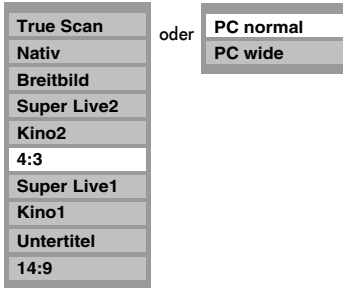 True Scan
Nativ
Breitbild
Super Live2
Kino2
4:3
Super Live1
Kino1
Untertitel
14:9
oder
PC normal
PC wide